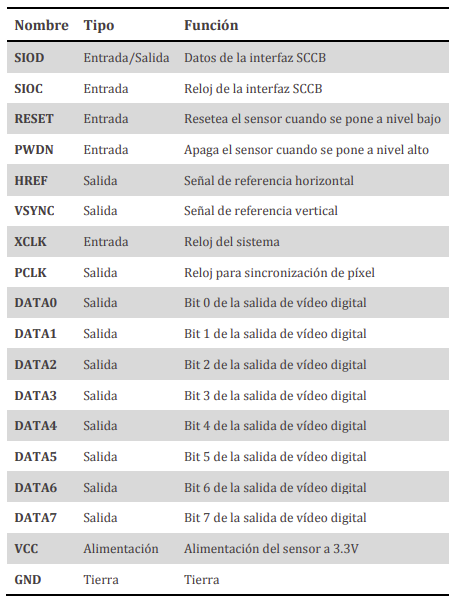 Nombre Tipo Función
SIOD Entrada/Salida Datos de la interfaz SCCB
SIOC Entrada Reloj de la interfaz SCCB
RESET Entrada Resetea el sensor cuando se pone a nivel bajo
PWDN Entrada Apaga el sensor cuando se pone a nivel alto
HREF Salida Señal de referencia horizontal
VSYNC Salida Señal de referencia vertical
XCLK Entrada Reloj del sistema
PCLK Salida Reloj para sincronización de píxel
DATA0 Salida Bit 0 de la salida de vídeo digital
DATA1 Salida Bit 1 de la salida de vídeo digital
DATA2 Salida Bit 2 de la salida de vídeo digital
DATA3 Salida Bit 3 de la salida de vídeo digital
DATA4 Salida Bit 4 de la salida de vídeo digital
DATA5 Salida Bit 5 de la salida de vídeo digital
DATA6 Salida Bit 6 de la salida de vídeo digital
DATA7 Salida Bit 7 de la salida de vídeo digital
VCC Alimentación Alimentación del sensor a 3.3V
GND Tierra Tierra